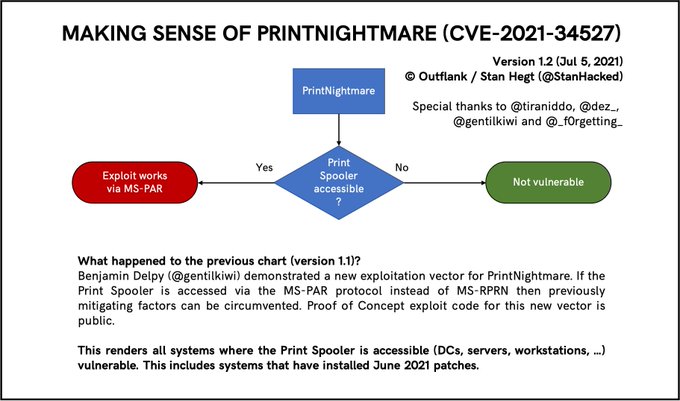 MAKING SENSE OF PRINTNIGHTMARE (CVE-2021-34527)
Version 1.2 (Jul 5, 2021)
© Outflank / Stan Hegt (@StanHacked)
Special thanks to @tiraniddo, @dez_,
@gentilkiwi and @_f0rgetting_
PrintNightmare
Print
Spooler
accessible
?
Yes
No
Exploit works
via MS-PAR
Not vulnerable
What happened to the previous chart (version 1.1)?
Benjamin Delpy (@gentilkiwi) demonstrated a new exploitation vector for PrintNightmare. If the
Print Spooler is accessed via the MS-PAR protocol instead of MS-RPRN then previously
mitigating factors can be circumvented. Proof of Concept exploit code for this new vector is
public.
This renders all systems where the Print Spooler is accessible (DCs, servers, workstations, …)
vulnerable. This includes systems that have installed June 2021 patches.